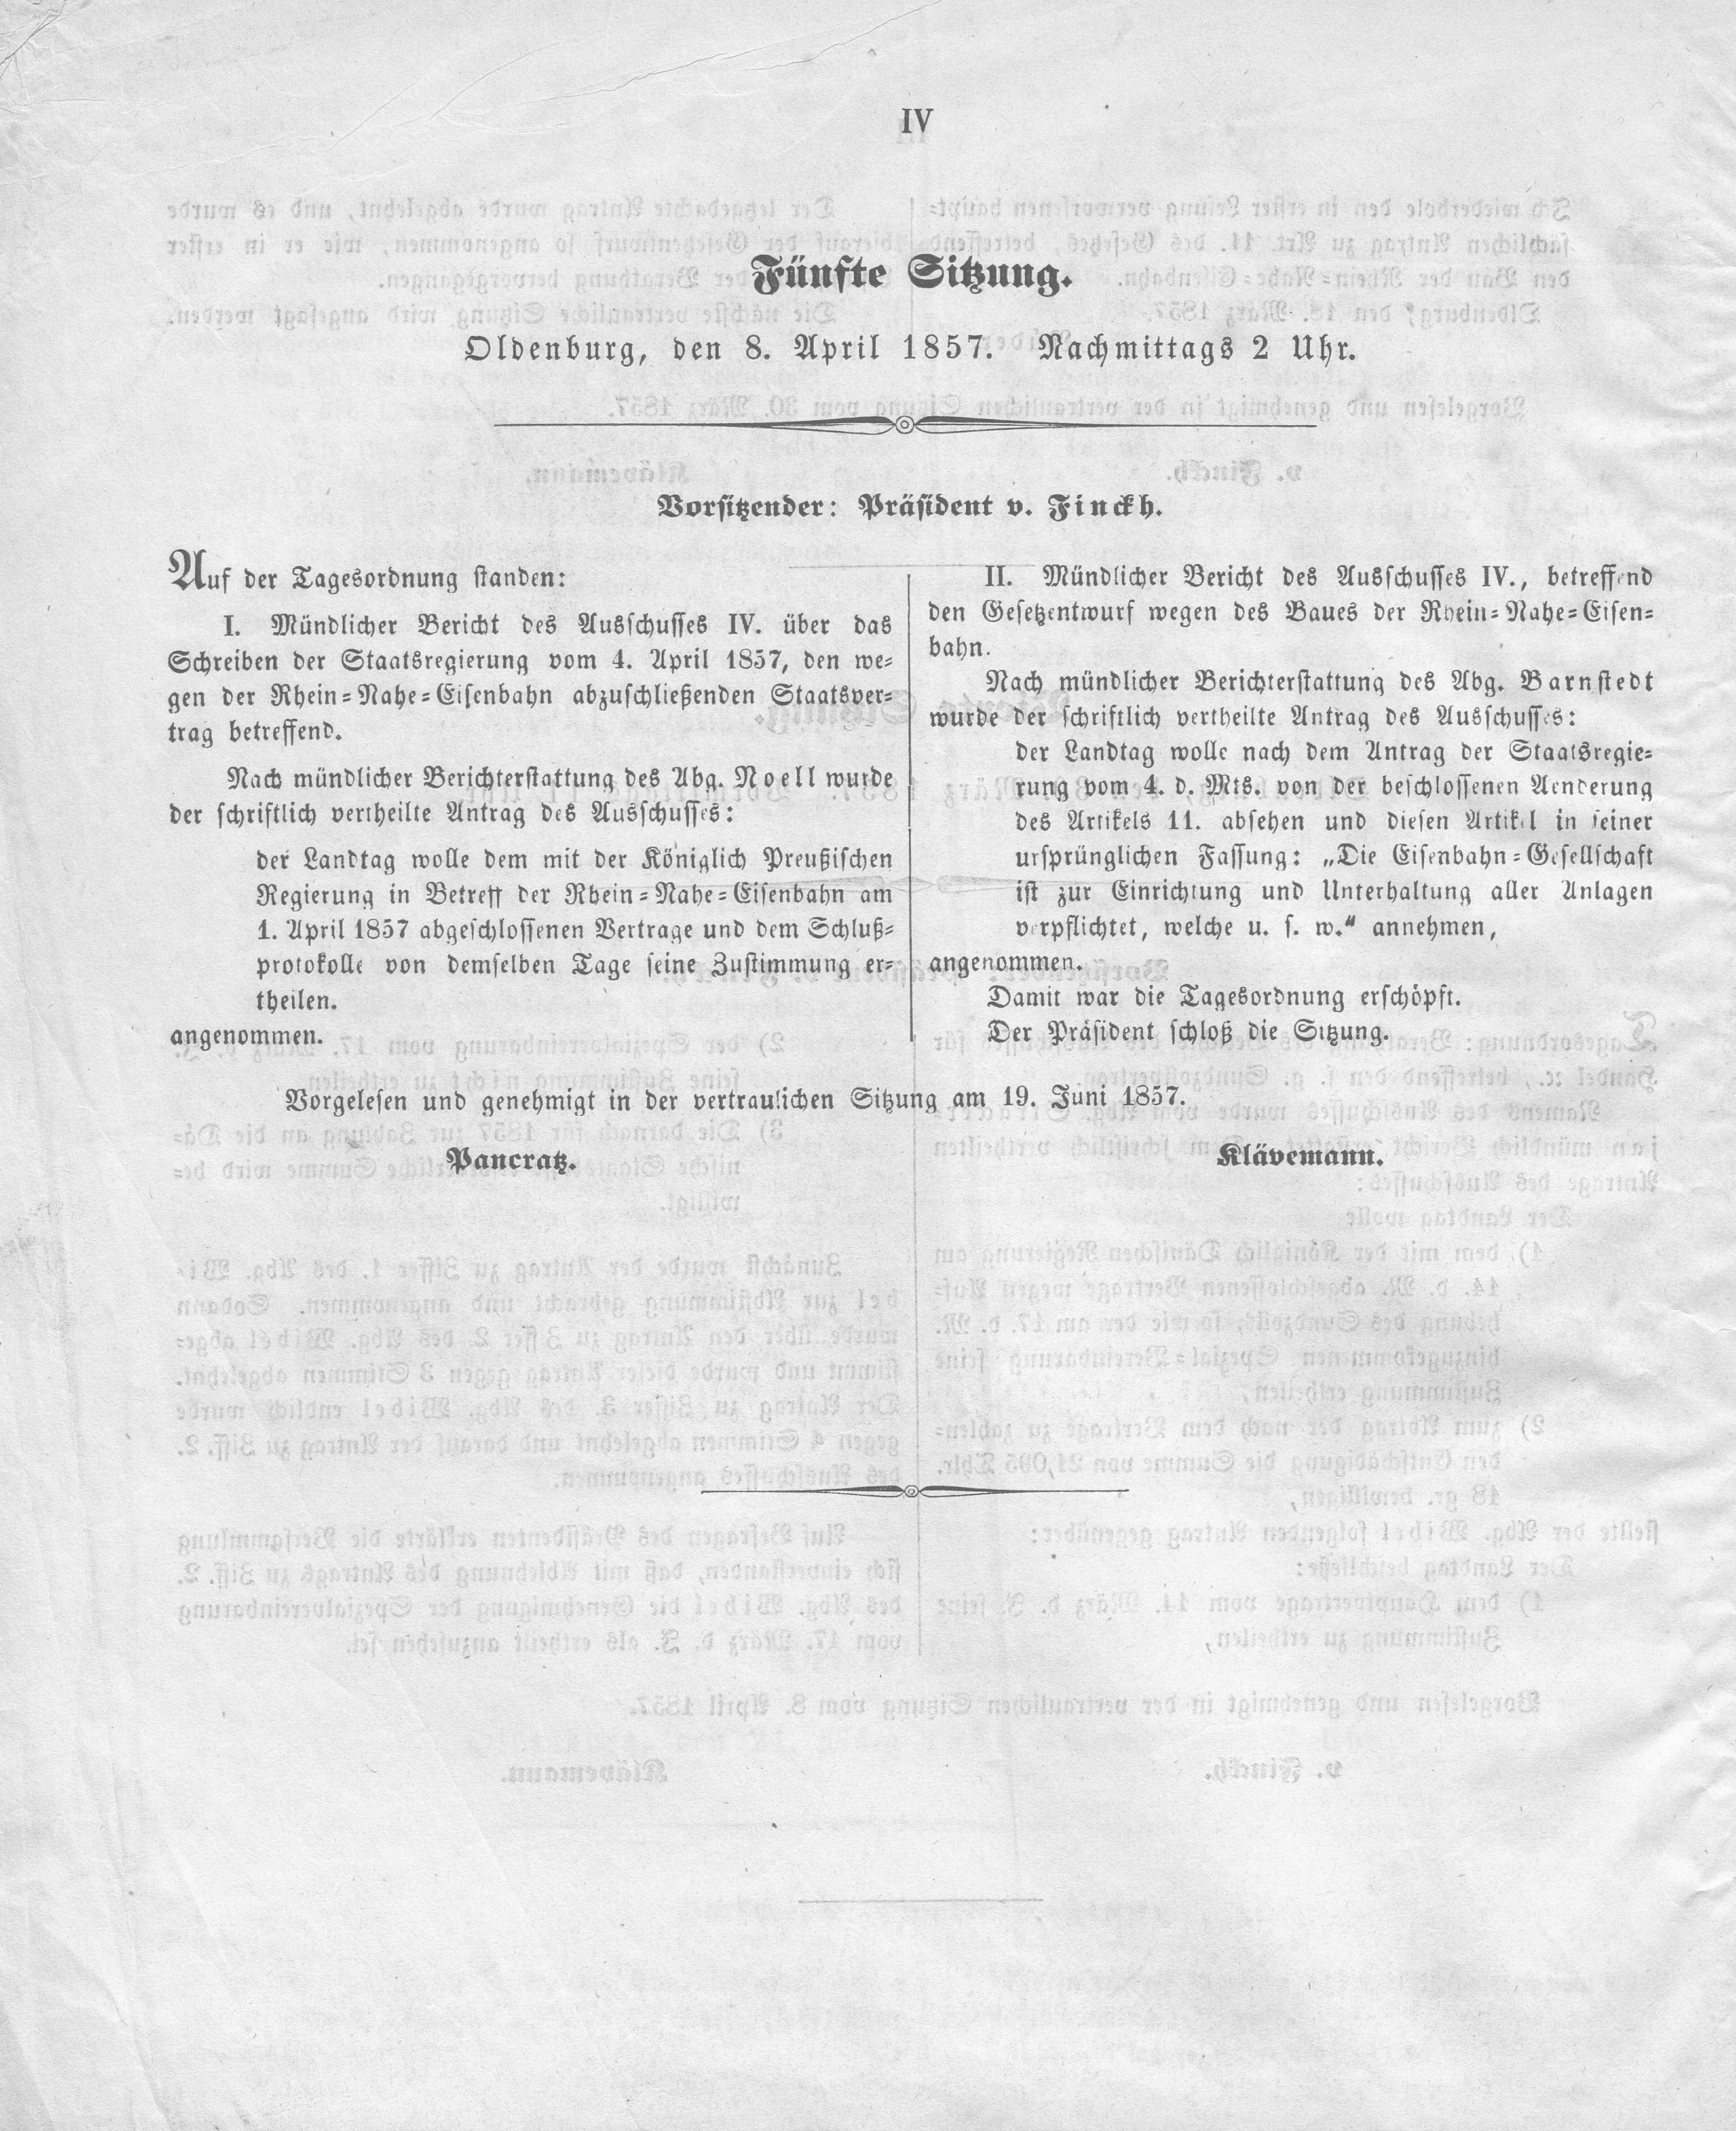 IV
Fünfte Sitzung.
Oldenburg, den 8. April 1857. Nachmittags 2 Uhr.
Vorsitzender: Präsident v. Finckh.
Auf der Tagesordnung standen:
I. Mündlicher Bericht des Ausschusses IV. über das
Schreiben der Staatsregierung vom 4. April 1857, den we-
gen der Rhein-Nahe-Eisenbahn abzuschließenden Staatsver-
trag betreffend.
Nach mündlicher Berichterstattung des Abg. Noell wurde
der schriftlich vertheilte Antrag des Ausschusses:
der Landtag wolle dem mit der Königlich Preußischen
Regierung in Betreff der Rhein-Nahe-Eisenbahn am
1. April 1857 abgeschlossenen Vertrage und dem Schluß-
protokolle von demselben Tage seine Zustimmung er-
theilen.
angenommen.
II. Mündlicher Bericht des Ausschusses IV., betreffend
den Gesetzentwurf wegen des Baues der Rhein-Nahe-Eisen-
bahn.
Nach mündlicher Berichterstattung des Abg. Barnstedt
wurde der schriftlich vertheilte Antrag des Ausschusses:
der Landtag wolle nach dem Antrag der Staatsregie-
rung vom 4. d. Mts. von der beschlossenen Aenderung
des Artikels 11. absehen und diesen Artikel in seiner
ursprünglichen Fassung: „Die Eisenbahn-Gesellschaft
ist zur Einrichtung und Unterhaltung aller Anlagen
verpflichtet, welche u. s. w.“ annehmen,
angenommen.
Damit war die Tagesordnung erschöpft.
Der Präsident schloß die Sitzung.
Vorgelesen und genehmigt in der vertraulichen Sitzung am 19. Juni 1857.
Pancratz. Klävemann.